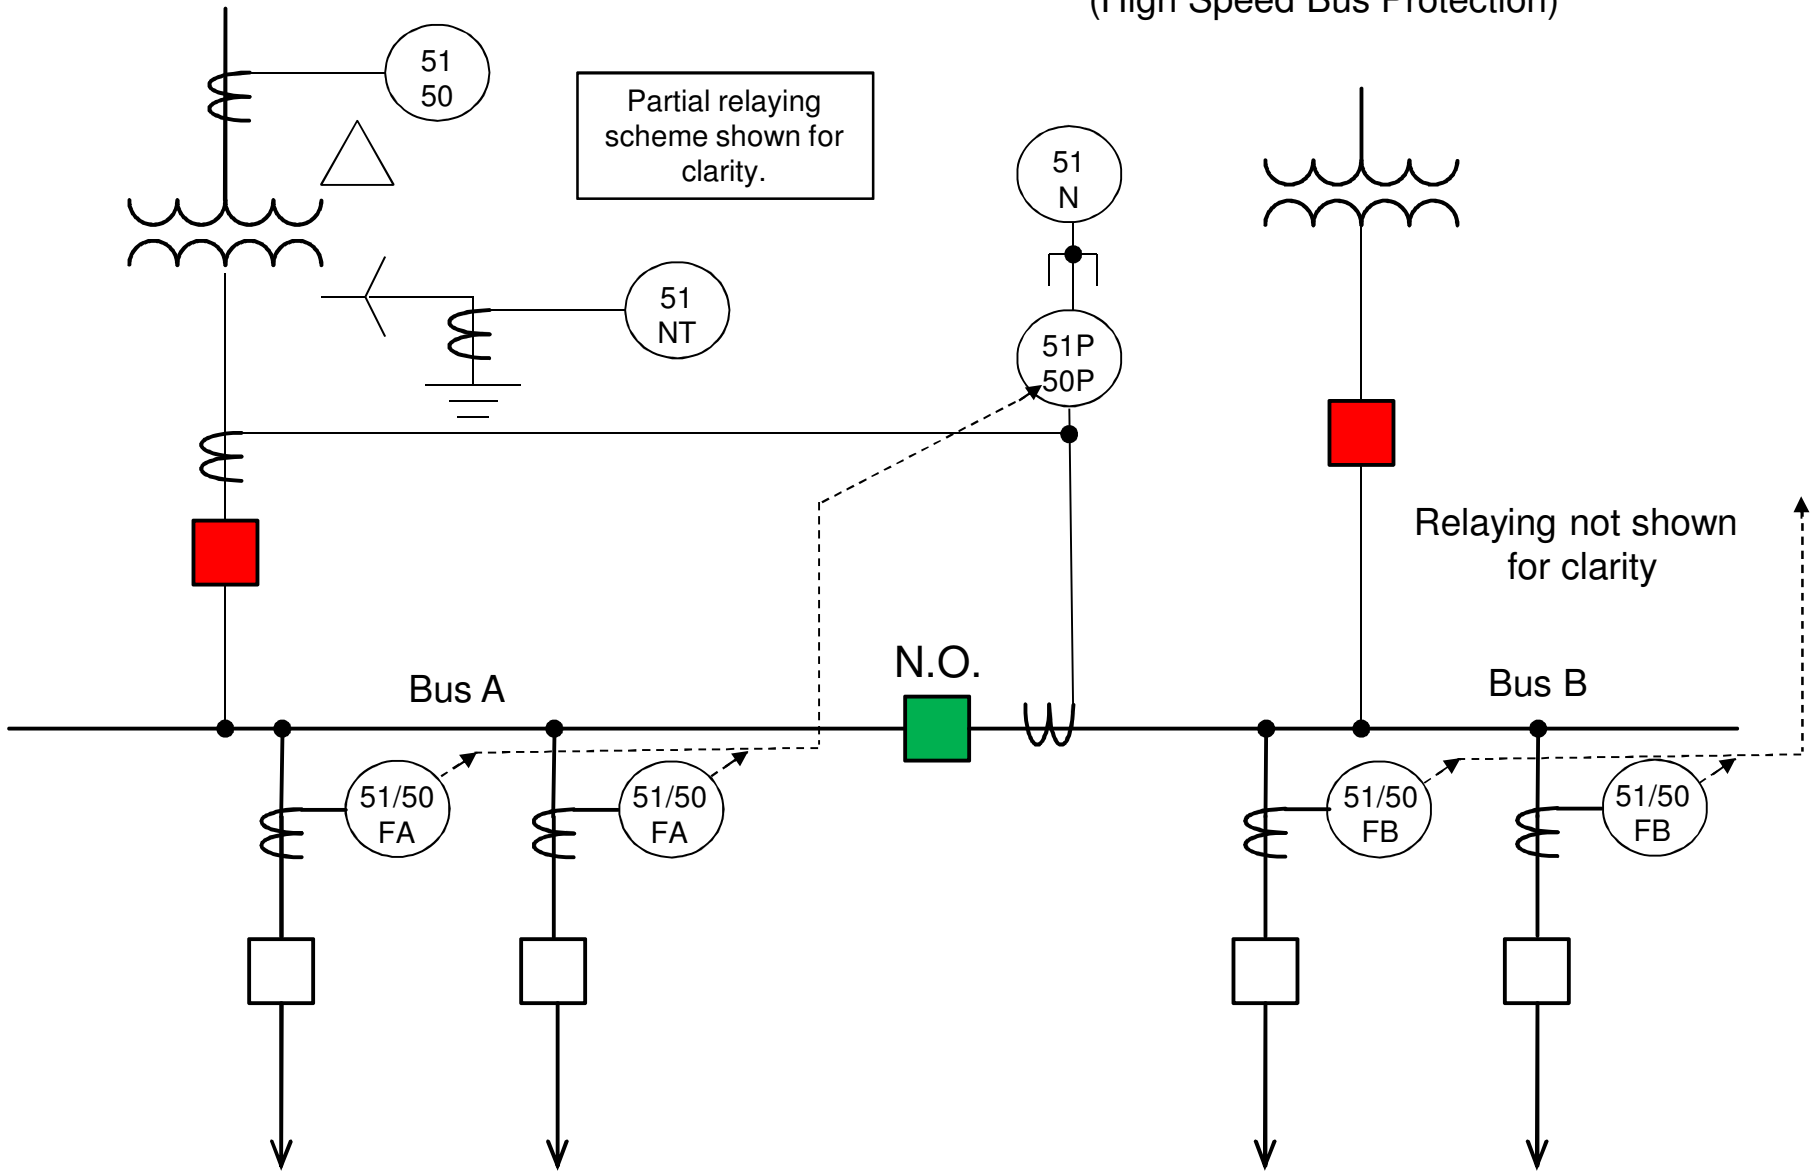 (High Speed Bus Protection)
51
50
Partial relaying
scheme shown for
clarity.
51
N
51
NT
51P
50P
Relaying not shown
for clarity
N.O.
Bus A
Bus B
51/50
FA
51/50
FA
51/50
FB
51/50
FB